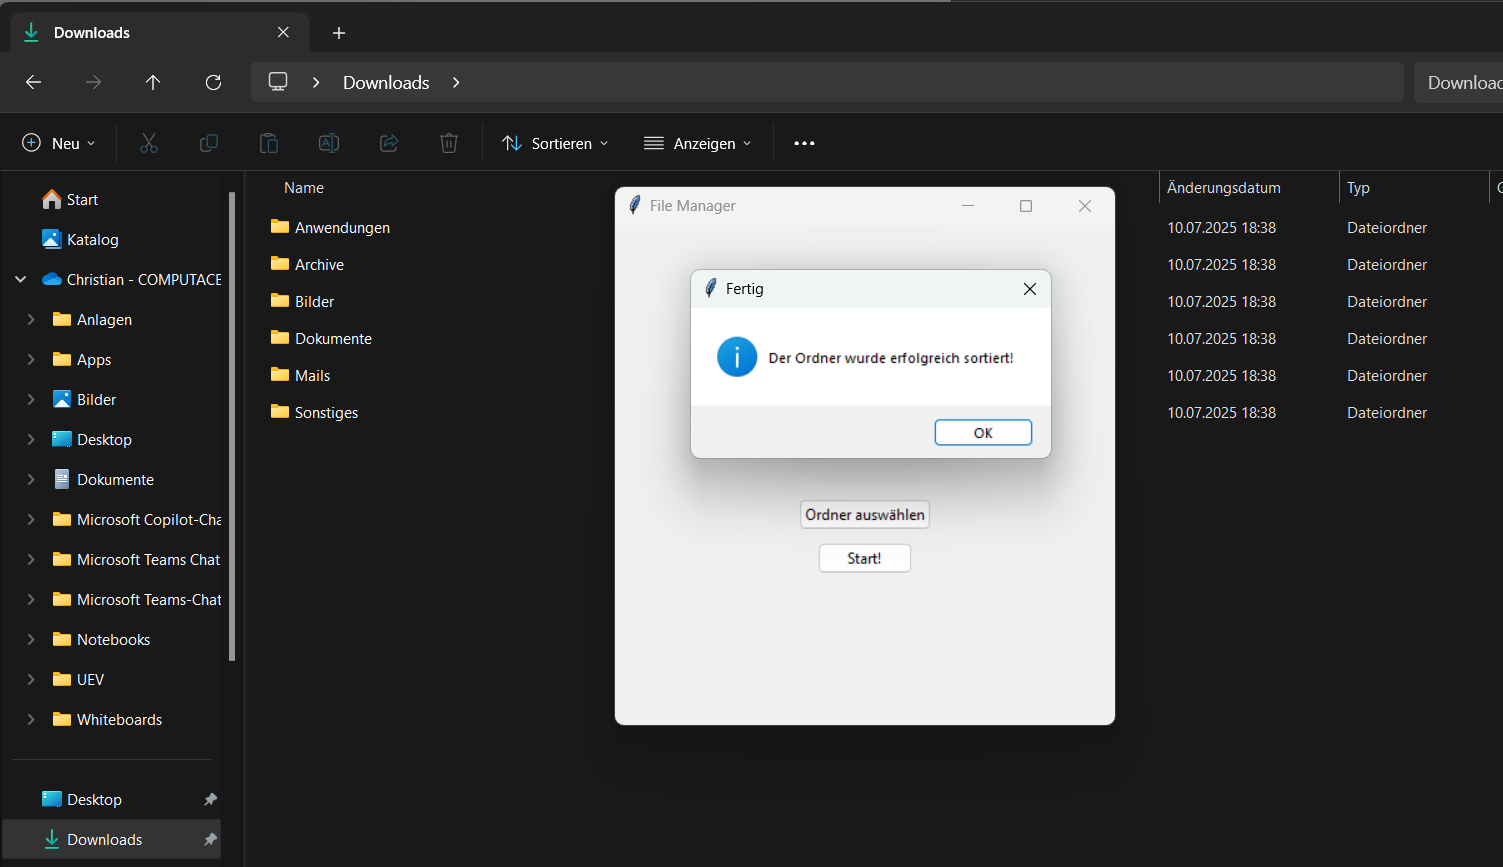 Downloads
Downloads
Downloa
Neu
Sortieren
Anzeigen
Start
Katalog
Christian - COMPUTACE
Anlagen
Apps
Bilder
Desktop
Dokumente
Microsoft Copilot-Cha
Microsoft Teams Chat
Microsoft Teams-Chat
Notebooks
UEV
Whiteboards
Desktop
Downloads
Name
Änderungsdatum
Typ
Anwendungen
10.07.2025 18:38
Dateiordner
Archive
10.07.2025 18:38
Dateiordner
Bilder
10.07.2025 18:38
Dateiordner
Dokumente
10.07.2025 18:38
Dateiordner
Mails
10.07.2025 18:38
Dateiordner
Sonstiges
10.07.2025 18:38
Dateiordner
File Manager
Fertig
Der Ordner wurde erfolgreich sortiert!
OK
Ordner auswählen
Start!